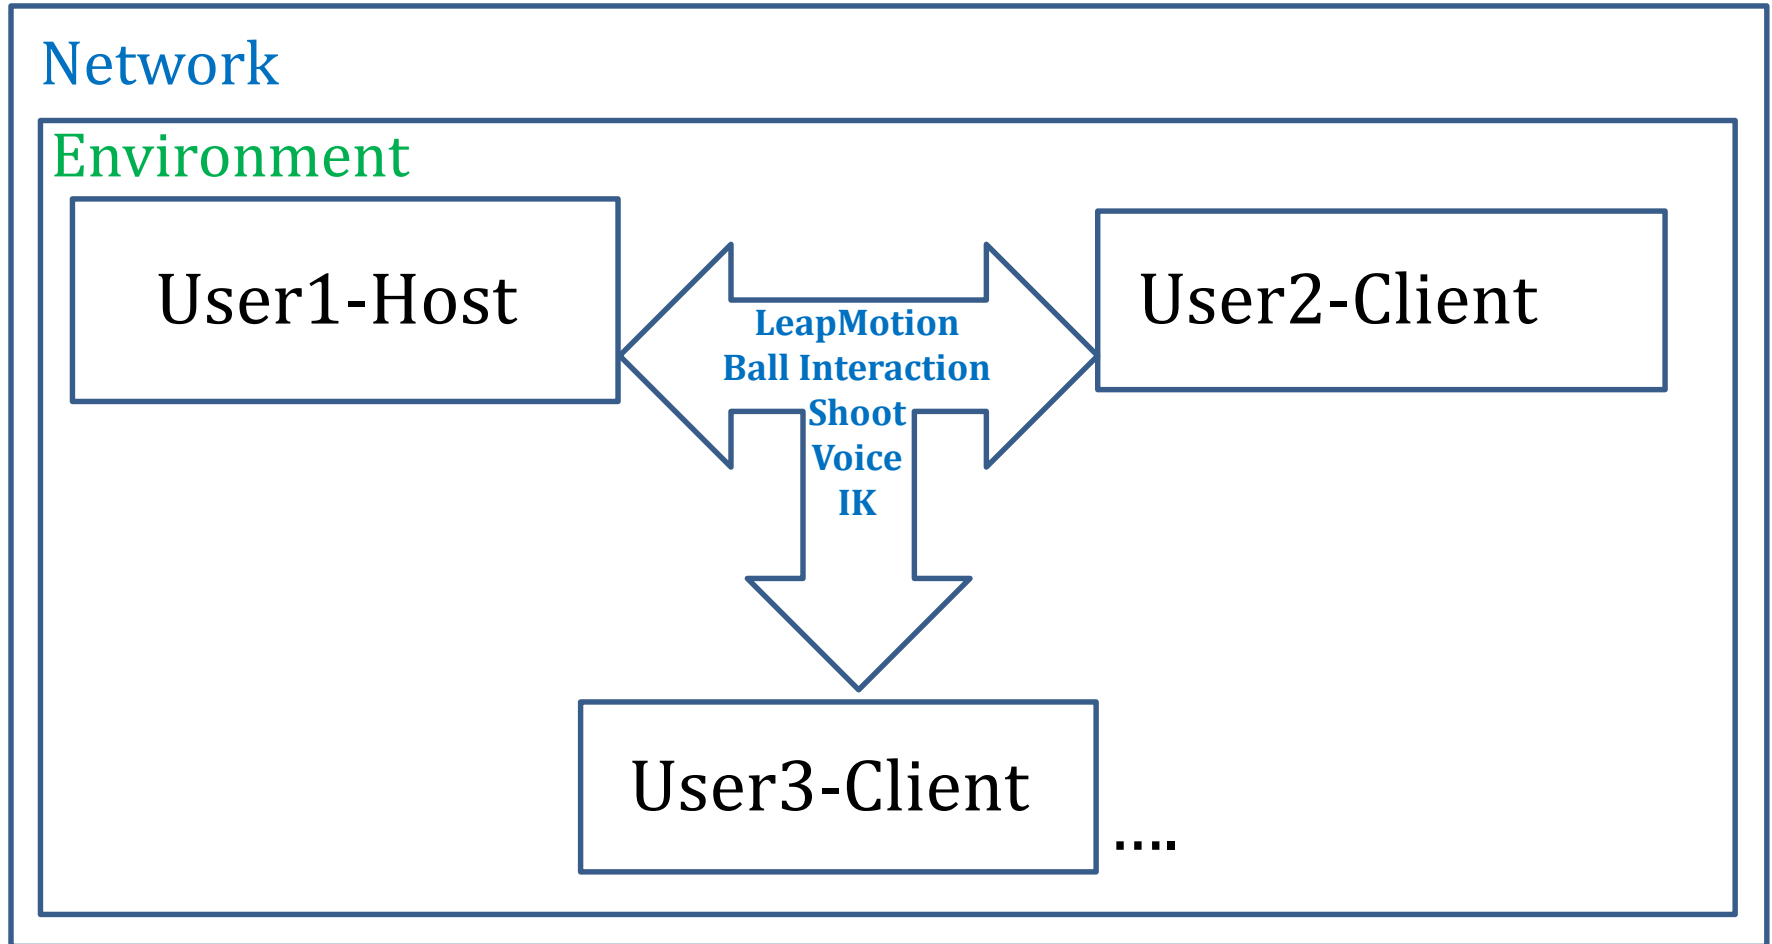 Network
Environment
User1-Host
User2-Client
LeapMotion
Ball Interaction
Shoot
Voice
IK
User3-Client
....